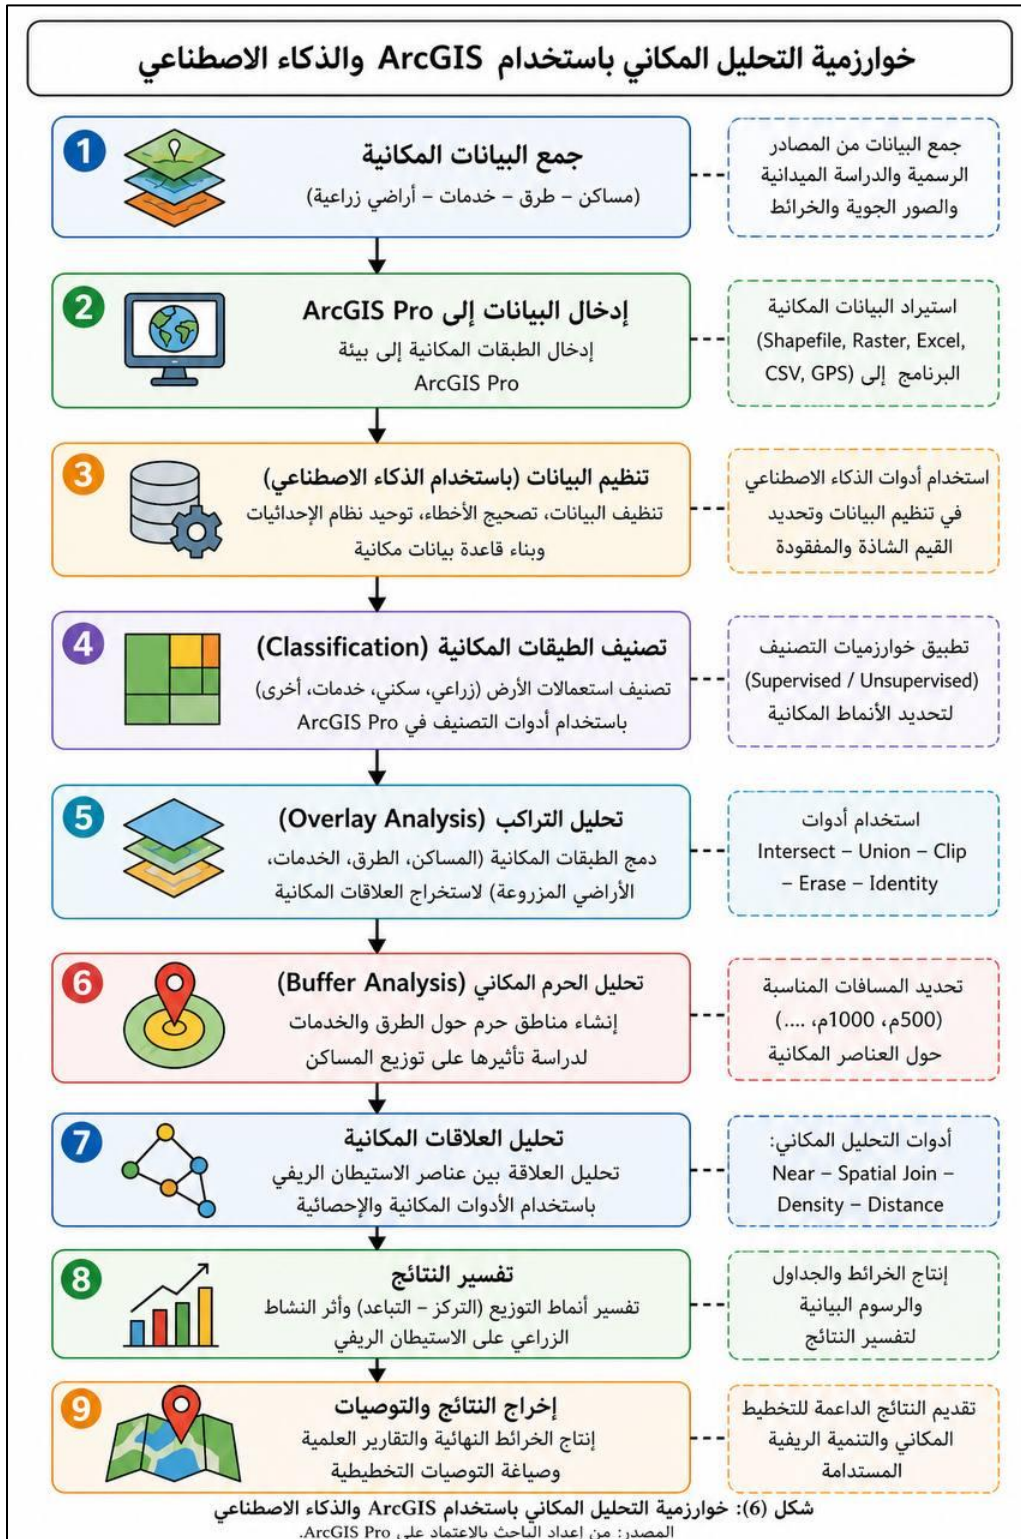 خوارزمية التحليل المكاني باستخدام ArcGIS والذكاء الاصطناعي
1
جمع البيانات المكانية
(مساكن – طرق – خدمات – أراضي زراعية)
جمع البيانات من المصادر
الرسمية والدراسة الميدانية
والصور الجوية والخرائط
2
إدخال البيانات إلى ArcGIS Pro
إدخال الطبقات المكانية إلى بيئة
ArcGIS Pro
استيراد البيانات المكانية
(Shapefile, Raster, Excel,
CSV, GPS) البرنامج إلى
3
تنظيم البيانات (باستخدام الذكاء الاصطناعي)
تنظيف البيانات، تصحيح الأخطاء، توحيد نظام الإحداثيات
وبناء قاعدة بيانات مكانية
استخدام أدوات الذكاء الاصطناعي
في تنظيم البيانات وتحديد
القيم الشاذة والمفقودة
4
تصنيف الطبقات المكانية (Classification)
تصنيف استعمالات الأرض (زراعي، سكني، خدمات، أخرى)
باستخدام أدوات التصنيف في ArcGIS Pro
تطبيق خوارزميات التصنيف
(Supervised / Unsupervised)
لتحديد الأنماط المكانية
5
تحليل التراكب (Overlay Analysis)
دمج الطبقات المكانية (المساكن، الطرق، الخدمات،
الأراضي المزروعة) لاستخراج العلاقات المكانية
استخدام أدوات
Intersect – Union – Clip
– Erase – Identity
6
تحليل الحرم المكاني (Buffer Analysis)
إنشاء مناطق حرم حول الطرق والخدمات
لدراسة تأثيرها على توزيع المساكن
تحديد المسافات المناسبة
(500م، 1000م، ....)
حول العناصر المكانية
7
تحليل العلاقات المكانية
تحليل العلاقة بين عناصر الاستيطان الريفي
باستخدام الأدوات المكانية والإحصائية
أدوات التحليل المكاني:
Near – Spatial Join –
Density – Distance
8
تفسير النتائج
تفسير أنماط التوزيع (التركز – التباعد) وأثر النشاط
الزراعي على الاستيطان الريفي
إنتاج الخرائط والجداول
والرسوم البيانية
لتفسير النتائج
9
إخراج النتائج والتوصيات
إنتاج الخرائط النهائية والتقارير العلمية
وصياغة التوصيات التخطيطية
تقديم النتائج الداعمة للتخطيط
المكاني والتنمية الريفية
المستدامة
شكل (6): خوارزمية التحليل المكاني باستخدام ArcGIS والذكاء الاصطناعي
المصدر: من إعداد الباحث بالاعتماد على ArcGIS Pro.